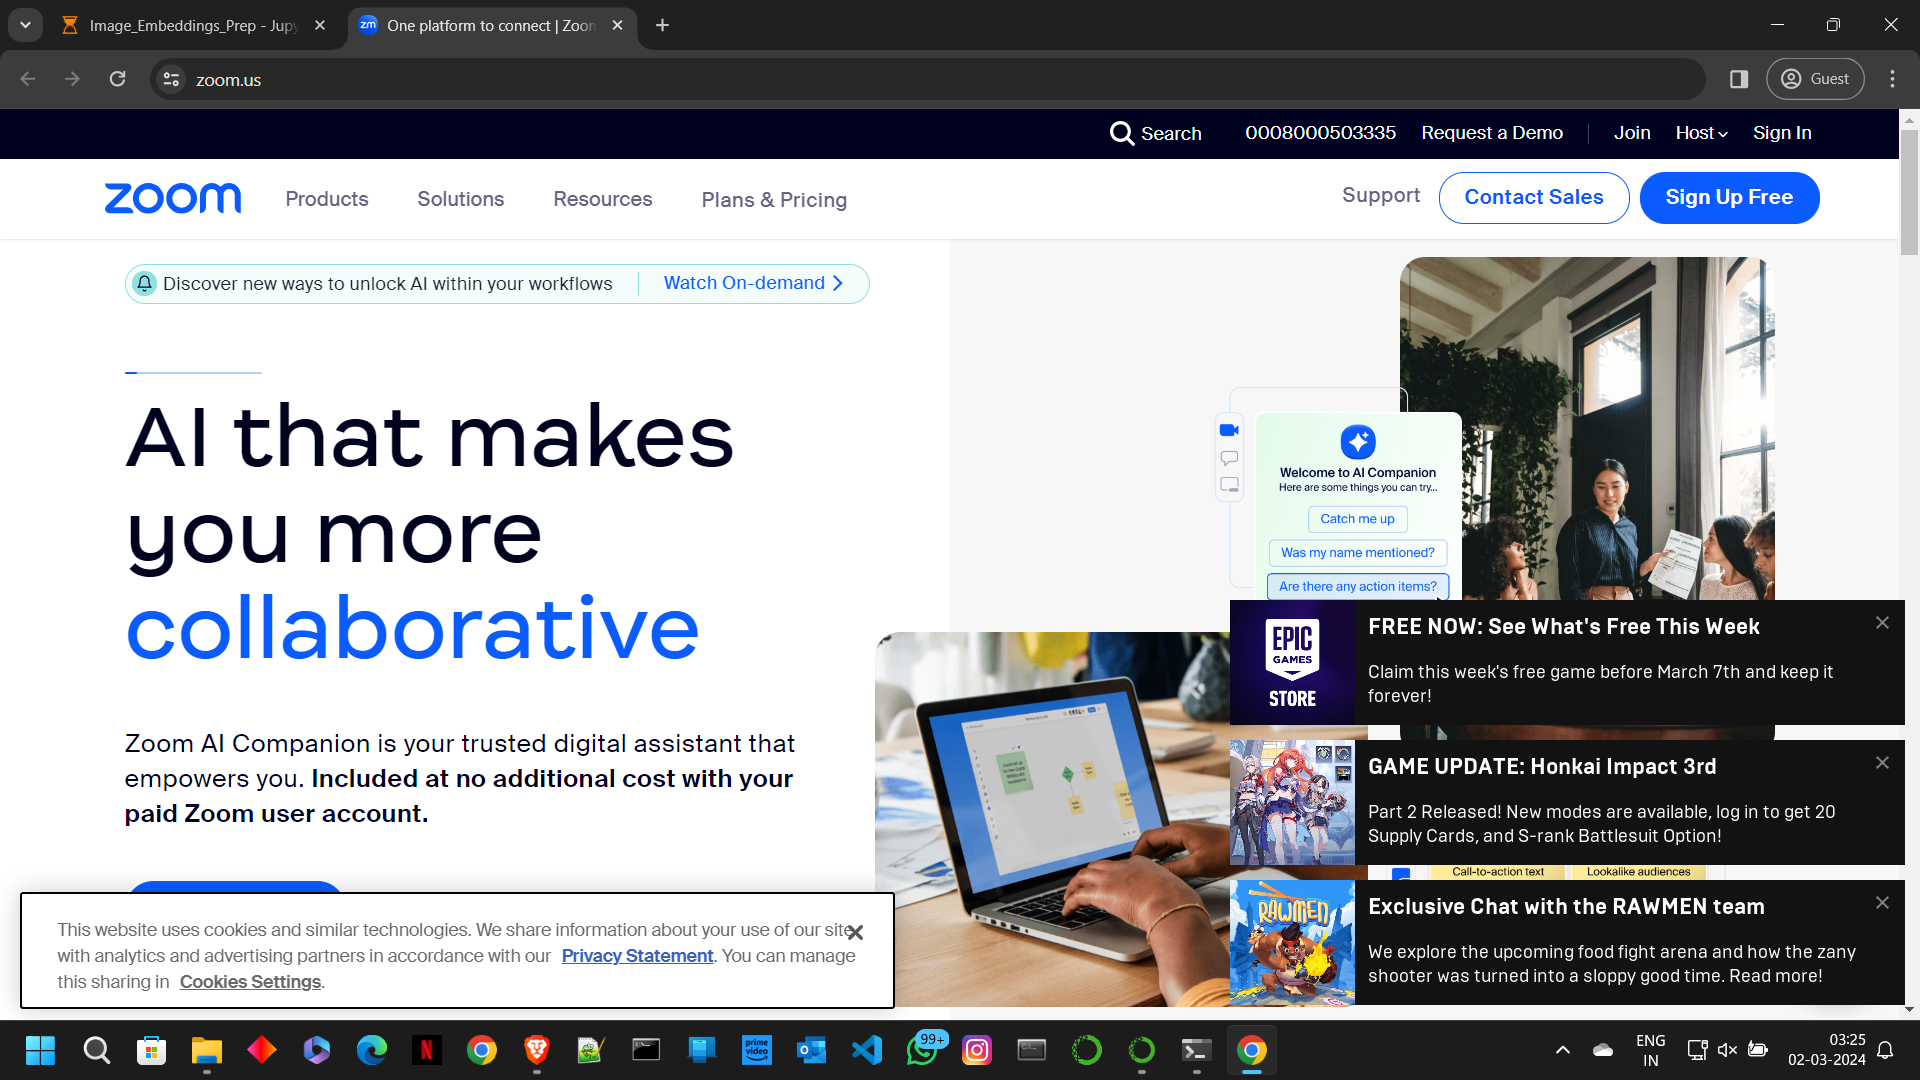 Image_Embeddings_Prep - Jupy
One platform to connect | Zoom
zoom.us
Guest
Search
0008000503335
Request a Demo
Join
Host
Sign In
zoom
Products
Solutions
Resources
Plans & Pricing
Support
Contact Sales
Sign Up Free
Discover new ways to unlock AI within your workflows
Watch On-demand
AI that makes
you more
collaborative
Zoom AI Companion is your trusted digital assistant that
empowers you. Included at no additional cost with your
paid Zoom user account.
Welcome to AI Companion
Here are some things you can try...
Catch me up
Was my name mentioned?
Are there any action items?
EPIC
GAMES
STORE
FREE NOW: See What's Free This Week
Claim this week's free game before March 7th and keep it
forever!
GAME UPDATE: Honkai Impact 3rd
Part 2 Released! New modes are available, log in to get 20
Supply Cards, and S-rank Battlesuit Option!
Call-to-action text
Lookalike audiences
RAWMEN
Exclusive Chat with the RAWMEN team
We explore the upcoming food fight arena and how the zany
shooter was turned into a sloppy good time. Read more!
This website uses cookies and similar technologies. We share information about your use of our site
with analytics and advertising partners in accordance with our Privacy Statement. You can manage
this sharing in Cookies Settings.
prime
video
99+
ENG
IN
03:25
02-03-2024